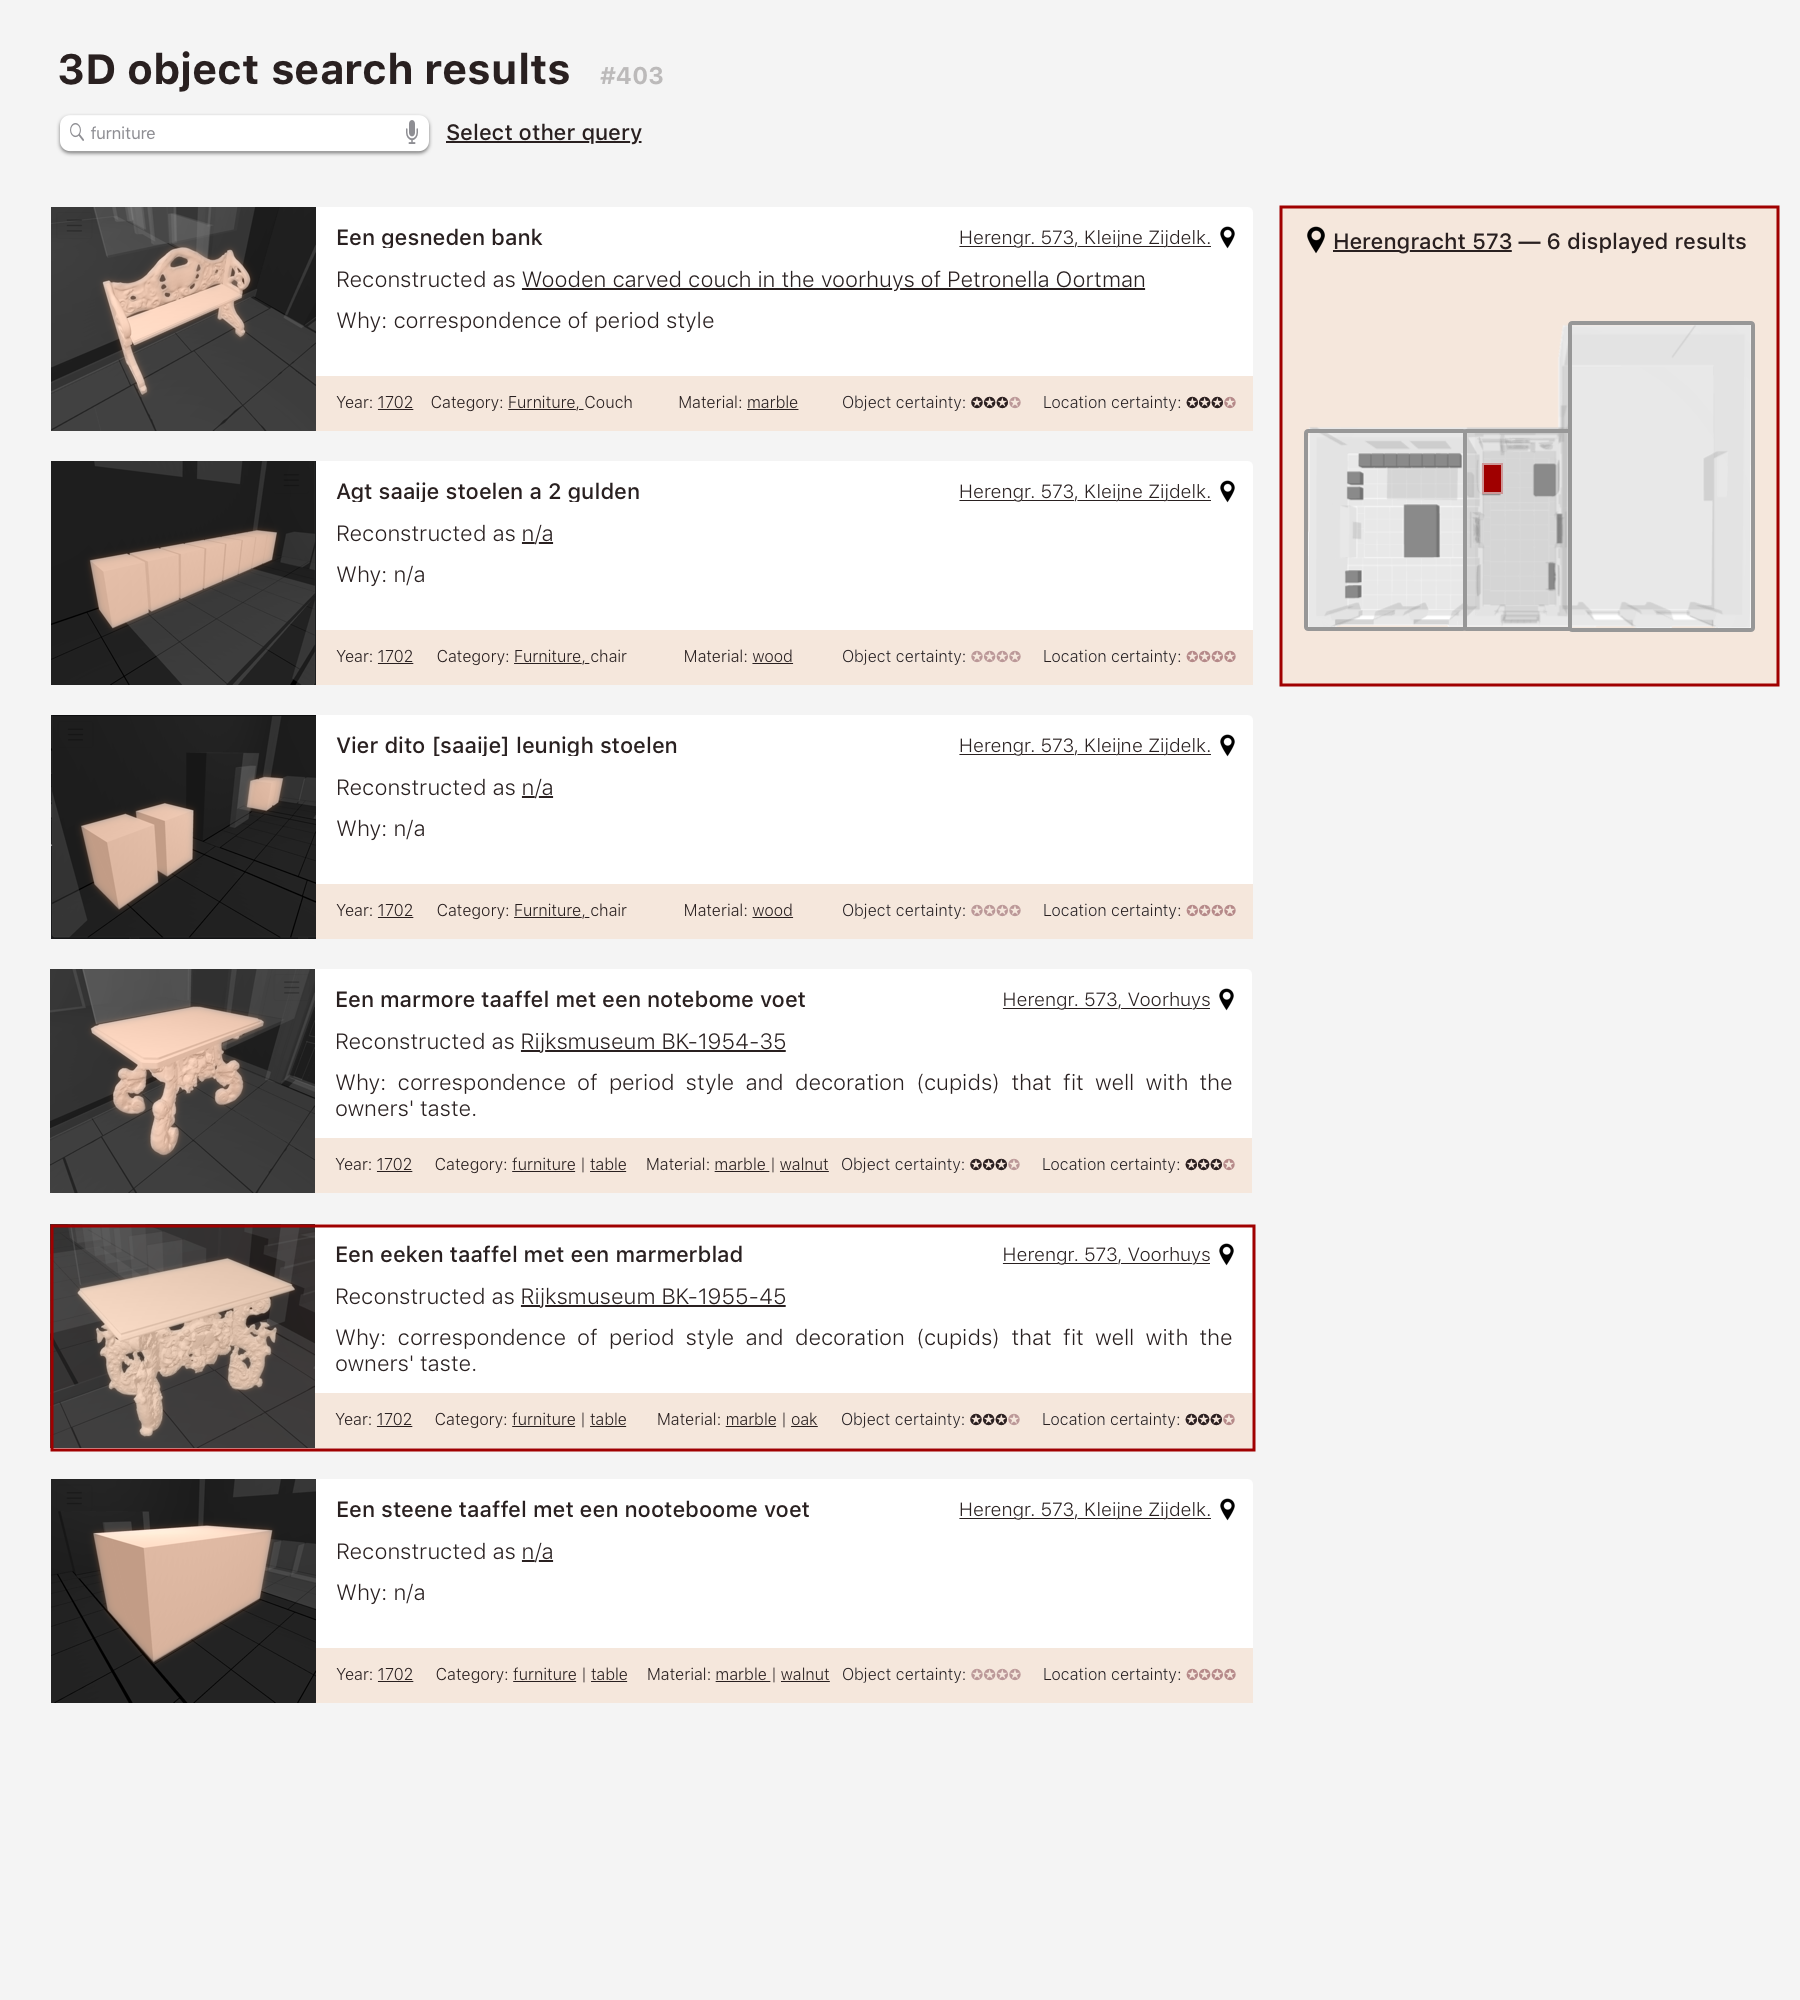 3D object search results #403
furniture
Select other query
Een gesneden bank
Herengr. 573, Kleijne Zijdelk.
Reconstructed as Wooden carved couch in the voorhuys of Petronella Oortman
Why: correspondence of period style
Year: 1702 Category: Furniture, Couch Material: marble Object certainty: ✪✪✪✪ Location certainty: ✪✪✪✪
Herengracht 573 — 6 displayed results
Agt saaije stoelen a 2 gulden
Herengr. 573, Kleijne Zijdelk.
Reconstructed as n/a
Why: n/a
Year: 1702 Category: Furniture, chair Material: wood Object certainty: ✪✪✪✪ Location certainty: ✪✪✪✪
Vier dito [saaije] leunigh stoelen
Herengr. 573, Kleijne Zijdelk.
Reconstructed as n/a
Why: n/a
Year: 1702 Category: Furniture, chair Material: wood Object certainty: ✪✪✪✪ Location certainty: ✪✪✪✪
Een marmore taaffel met een notebome voet
Herengr. 573, Voorhuys
Reconstructed as Rijksmuseum BK-1954-35
Why: correspondence of period style and decoration (cupids) that fit well with the
owners' taste.
Year: 1702 Category: furniture | table Material: marble | walnut Object certainty: ✪✪✪✪ Location certainty: ✪✪✪✪
Een eeken taaffel met een marmerblad
Herengr. 573, Voorhuys
Reconstructed as Rijksmuseum BK-1955-45
Why: correspondence of period style and decoration (cupids) that fit well with the
owners' taste.
Year: 1702 Category: furniture | table Material: marble | oak Object certainty: ✪✪✪✪ Location certainty: ✪✪✪✪
Een steene taaffel met een nooteboome voet
Herengr. 573, Kleijne Zijdelk.
Reconstructed as n/a
Why: n/a
Year: 1702 Category: furniture | table Material: marble | walnut Object certainty: ✪✪✪✪ Location certainty: ✪✪✪✪